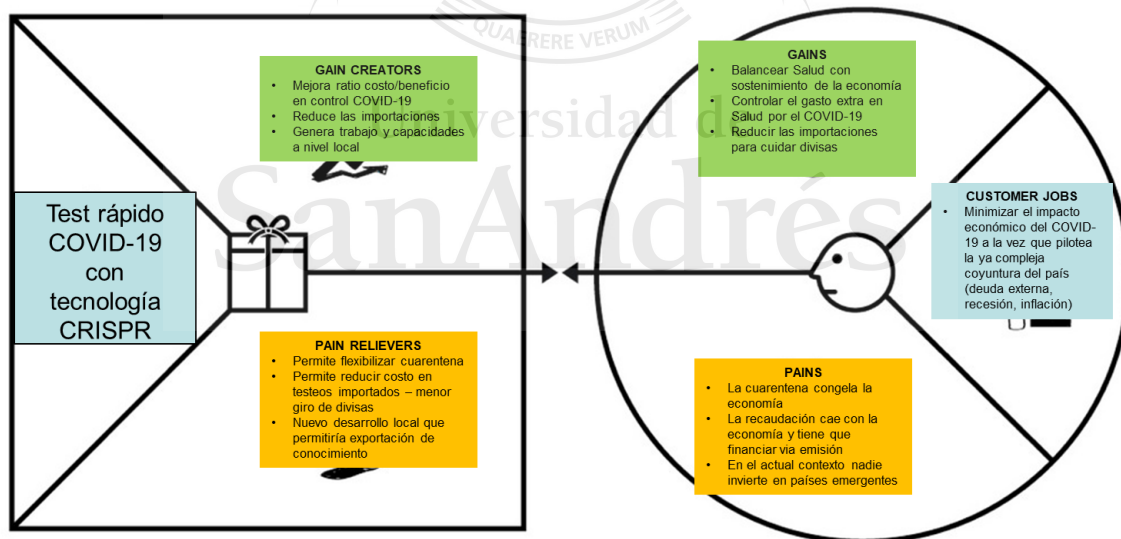 QUAERERE VERUM
Universidad de
SanAndrés
GAIN CREATORS
• Mejora ratio costo/beneficio
en control COVID-19
• Reduce las importaciones
• Genera trabajo y capacidades
a nivel local
GAINS
• Balancear Salud con
sostenimiento de la economía
• Controlar el gasto extra en
Salud por el COVID-19
• Reducir las importaciones
para cuidar divisas
Test rápido
COVID-19
con
tecnología
CRISPR
CUSTOMER JOBS
• Minimizar el impacto
económico del COVID-
19 a la vez que pilotea
la ya compleja
coyuntura del país
(deuda externa,
recesión, inflación)
PAIN RELIEVERS
• Permite flexibilizar cuarentena
• Permite reducir costo en
testeos importados – menor
giro de divisas
• Nuevo desarrollo local que
permitiría exportación de
conocimiento
PAINS
• La cuarentena congela la
economía
• La recaudación cae con la
economía y tiene que
financiar via emisión
• En el actual contexto nadie
invierte en países emergentes